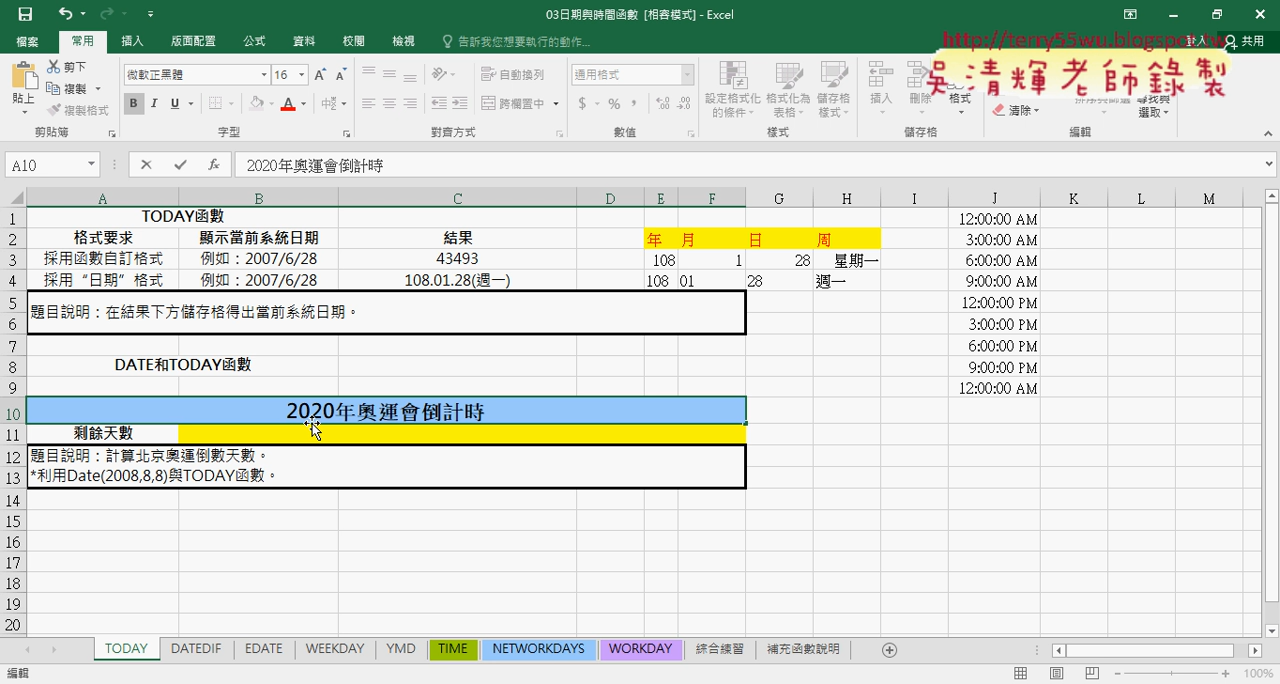 03日期與時間函數 [相容模式] - Excel
http://terry55wu.blogspot.tw
吳清輝老師錄製
檔案 常用 插入 版面配置 公式 資料 校閱 檢視 告訴我您想要執行的動作... 登入 共用
貼上 剪下 複製 複製格式 剪貼簿
微軟正黑體 16 A A B I U A 字型
自動換列 跨欄置中 對齊方式
通用格式 $ % , 數值
設定格式化的條件 格式化為表格 儲存格樣式 樣式
插入 刪除 格式 儲存格
清除 尋找與選取 編輯
A10 fx 2020年奧運會倒計時
A B C D E F G H I J K L M
1 TODAY函數 12:00:00 AM
2 格式要求 顯示當前系統日期 結果 年 月 日 周 3:00:00 AM
3 採用函數自訂格式 例如：2007/6/28 43493 108 1 28 星期一 6:00:00 AM
4 採用“日期”格式 例如：2007/6/28 108.01.28(週一) 108 01 28 週一 9:00:00 AM
5 題目說明：在結果下方儲存格得出當前系統日期。 12:00:00 PM
6 3:00:00 PM
7 6:00:00 PM
8 DATE和TODAY函數 9:00:00 PM
9 12:00:00 AM
10 2020年奧運會倒計時
11 剩餘天數
12 題目說明：計算北京奧運倒數天數。
13 *利用Date(2008,8,8)與TODAY函數。
14
15
16
17
18
19
20
TODAY DATEDIF EDATE WEEKDAY YMD TIME NETWORKDAYS WORKDAY 綜合練習 補充函數說明
編輯 100%